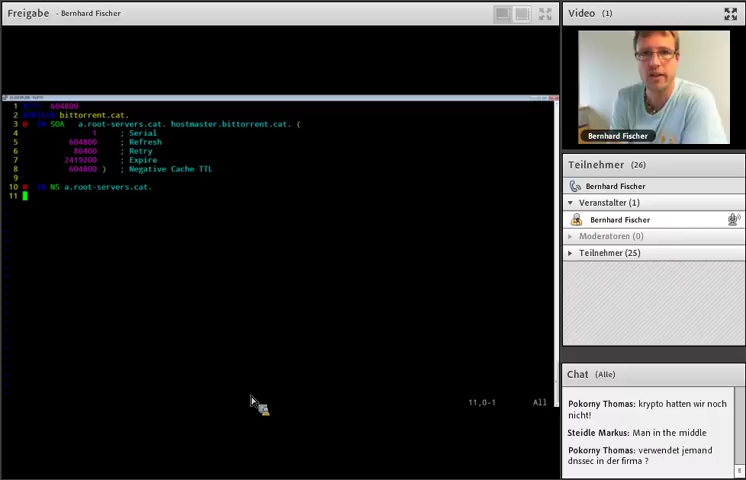 Freigabe - Bernhard Fischer
1 604800
2 bittorrent.cat.
3 @ IN SOA a.root-servers.cat. hostmaster.bittorrent.cat. (
4 1 ; Serial
5 604800 ; Refresh
6 86400 ; Retry
7 2419200 ; Expire
8 604800 ) ; Negative Cache TTL
9
10 @ IN NS a.root-servers.cat.
11
11,0-1 All
Video (1)
Bernhard Fischer
Teilnehmer (26)
Bernhard Fischer
Veranstalter (1)
Bernhard Fischer
Moderatoren (0)
Teilnehmer (25)
Chat (Alle)
Pokorny Thomas: krypto hatten wir noch
nicht!
Steidle Markus: Man in the middle
Pokorny Thomas: verwendet jemand
dnssec in der firma ?